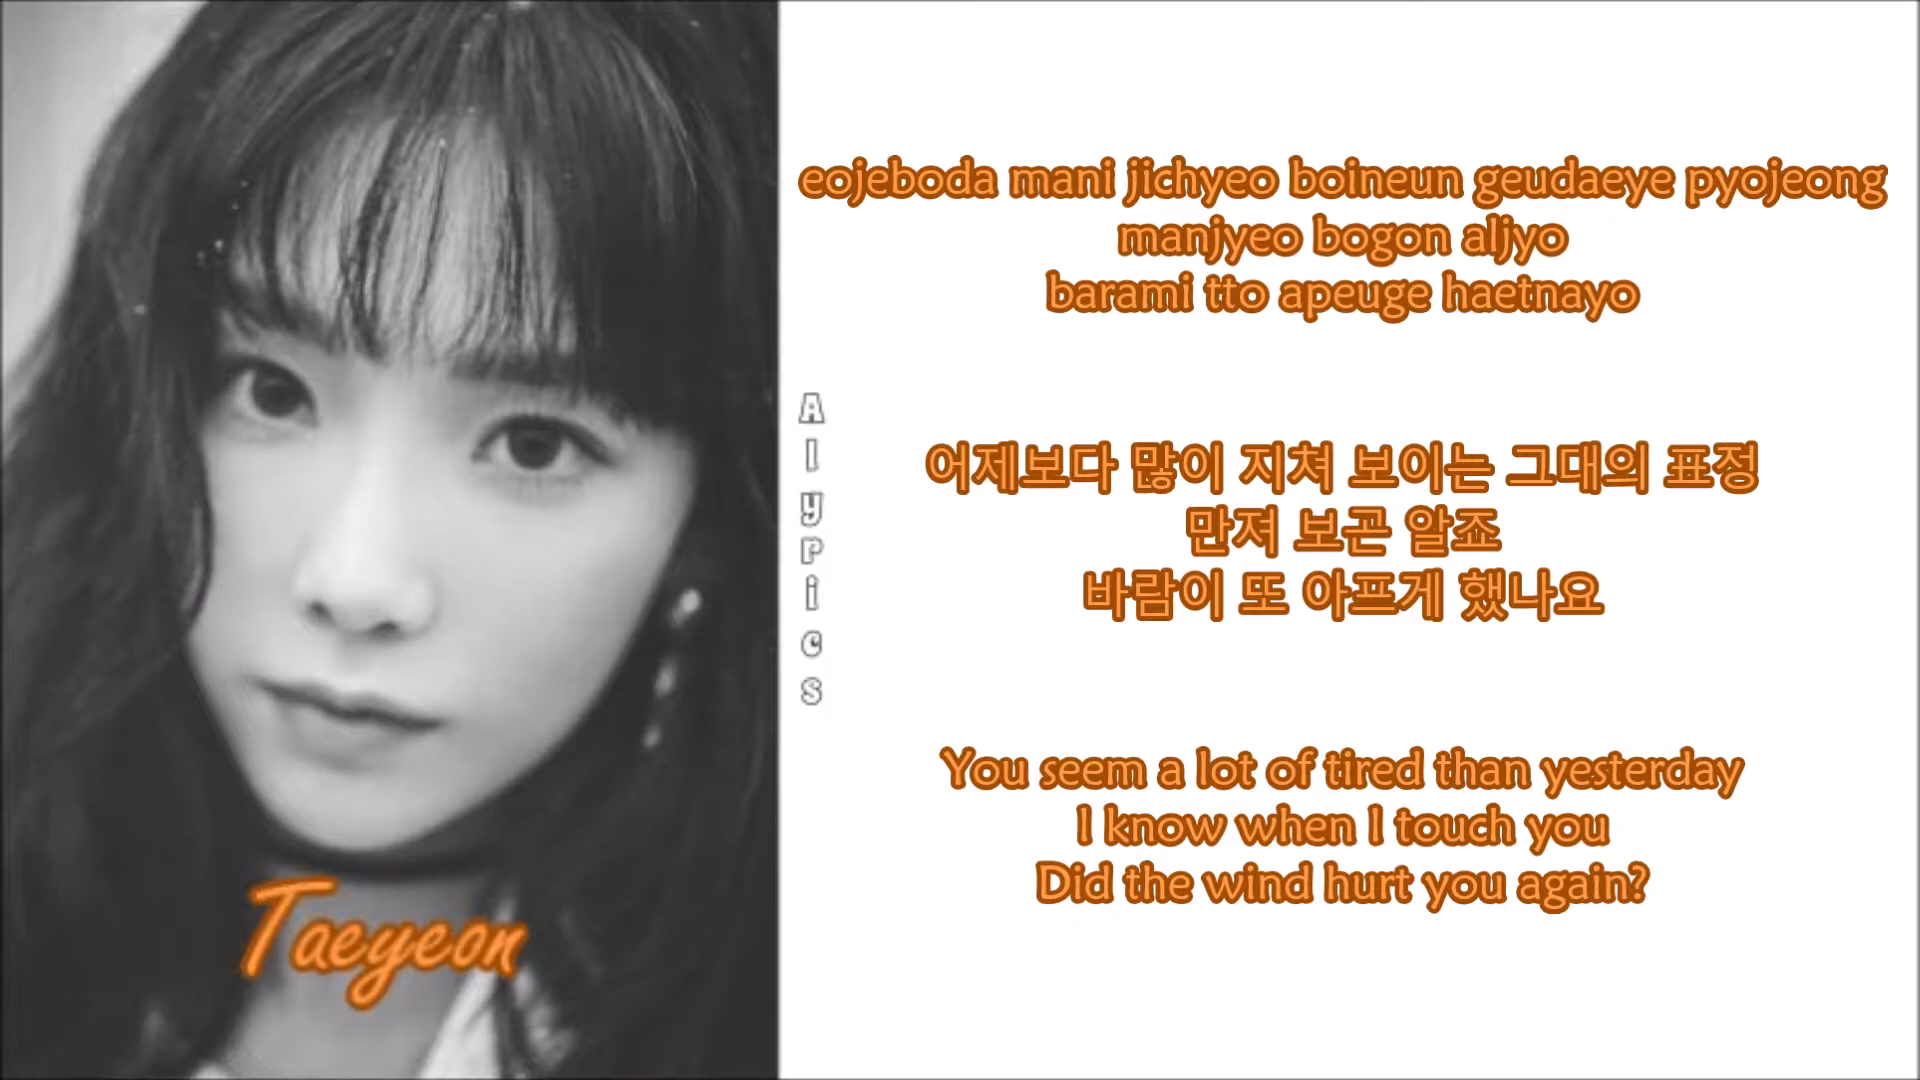 eojeboda mani jichyeo boineun geudaeye pyojeong
manjyeo bogon aljyo
barami tto apeuge haetnayo
Alyrics
어제보다 많이 지쳐 보이는 그대의 표정
만져 보곤 알죠
바람이 또 아프게 했나요
You seem a lot of tired than yesterday
I know when I touch you
Did the wind hurt you again?
Taeyeon